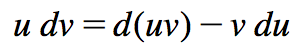 u dv = d(uv) − v du